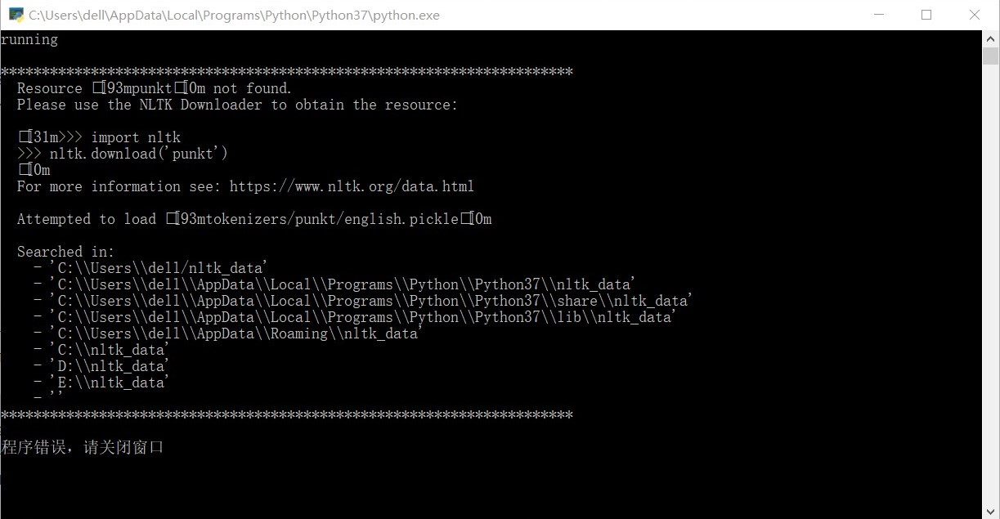 C:\Users\dell\AppData\Local\Programs\Python\Python37\python.exe
running
**********************************************************************
Resource □[93mpunkt□[0m not found.
Please use the NLTK Downloader to obtain the resource:
□[31m>>> import nltk
>>> nltk.download('punkt')
□[0m
For more information see: https://www.nltk.org/data.html
Attempted to load □[93mtokenizers/punkt/english.pickle□[0m
Searched in:
- 'C:\\Users\\dell/nltk_data'
- 'C:\\Users\\dell\\AppData\\Local\\Programs\\Python\\Python37\\nltk_data'
- 'C:\\Users\\dell\\AppData\\Local\\Programs\\Python\\Python37\\share\\nltk_data'
- 'C:\\Users\\dell\\AppData\\Local\\Programs\\Python\\Python37\\lib\\nltk_data'
- 'C:\\Users\\dell\\AppData\\Roaming\\nltk_data'
- 'C:\\nltk_data'
- 'D:\\nltk_data'
- 'E:\\nltk_data'
- ''
**********************************************************************
程序错误，请关闭窗口